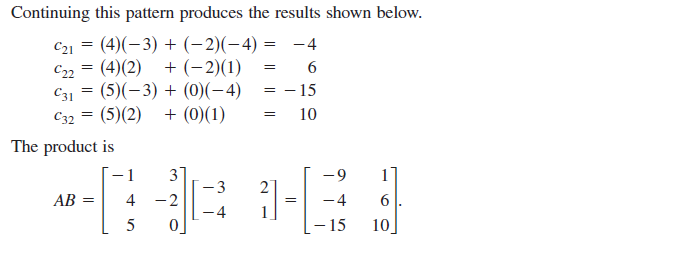 Continuing this pattern produces the results shown below.
c₂₁ = (4)(−3) + (−2)(−4) = −4
c₂₂ = (4)(2) + (−2)(1) = 6
c₃₁ = (5)(−3) + (0)(−4) = −15
c₃₂ = (5)(2) + (0)(1) = 10
The product is
AB = [−1 3; 4 −2; 5 0] [−3 2; −4 1] = [−9 1; −4 6; −15 10].